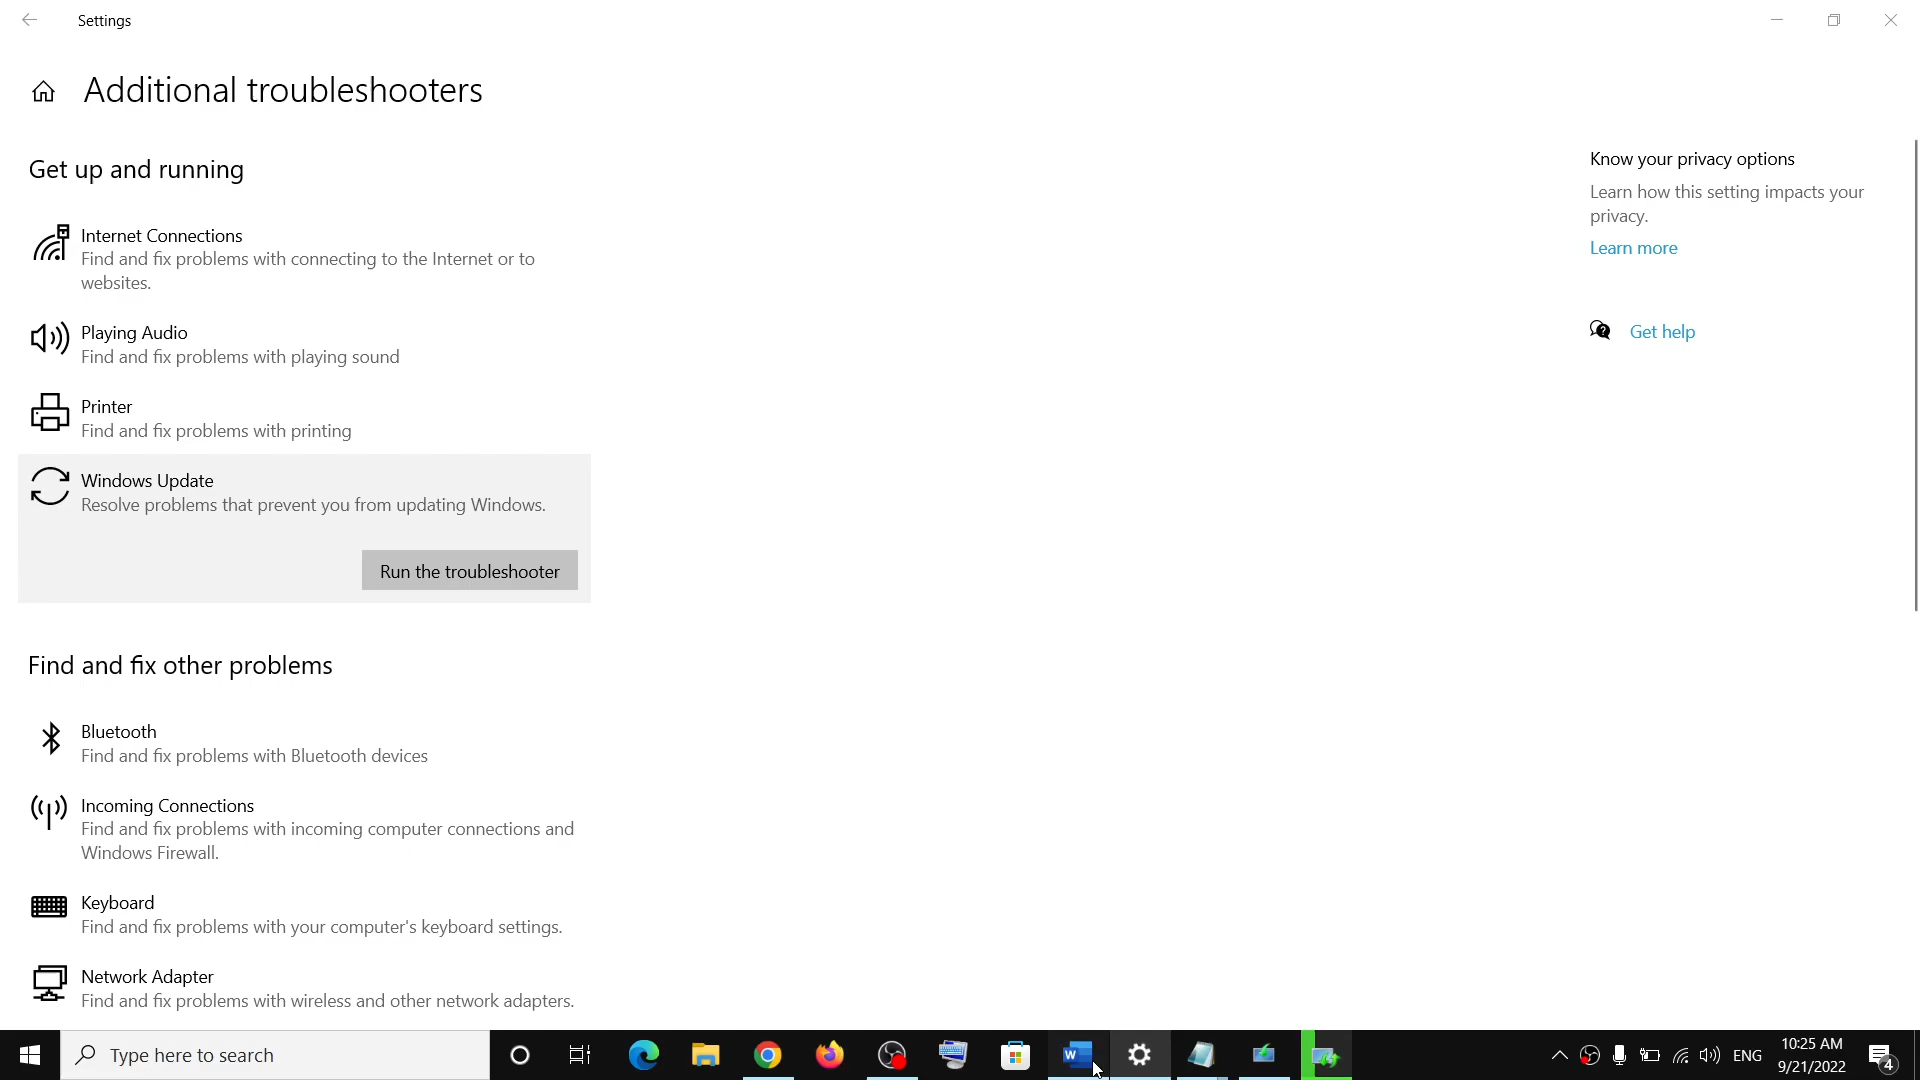 Settings
Additional troubleshooters
Get up and running
Internet Connections
Find and fix problems with connecting to the Internet or to
websites.
Playing Audio
Find and fix problems with playing sound
Printer
Find and fix problems with printing
Windows Update
Resolve problems that prevent you from updating Windows.
Run the troubleshooter
Find and fix other problems
Bluetooth
Find and fix problems with Bluetooth devices
Incoming Connections
Find and fix problems with incoming computer connections and
Windows Firewall.
Keyboard
Find and fix problems with your computer's keyboard settings.
Network Adapter
Find and fix problems with wireless and other network adapters.
Know your privacy options
Learn how this setting impacts your
privacy.
Learn more
Get help
Type here to search
W
ENG
10:25 AM
9/21/2022
4